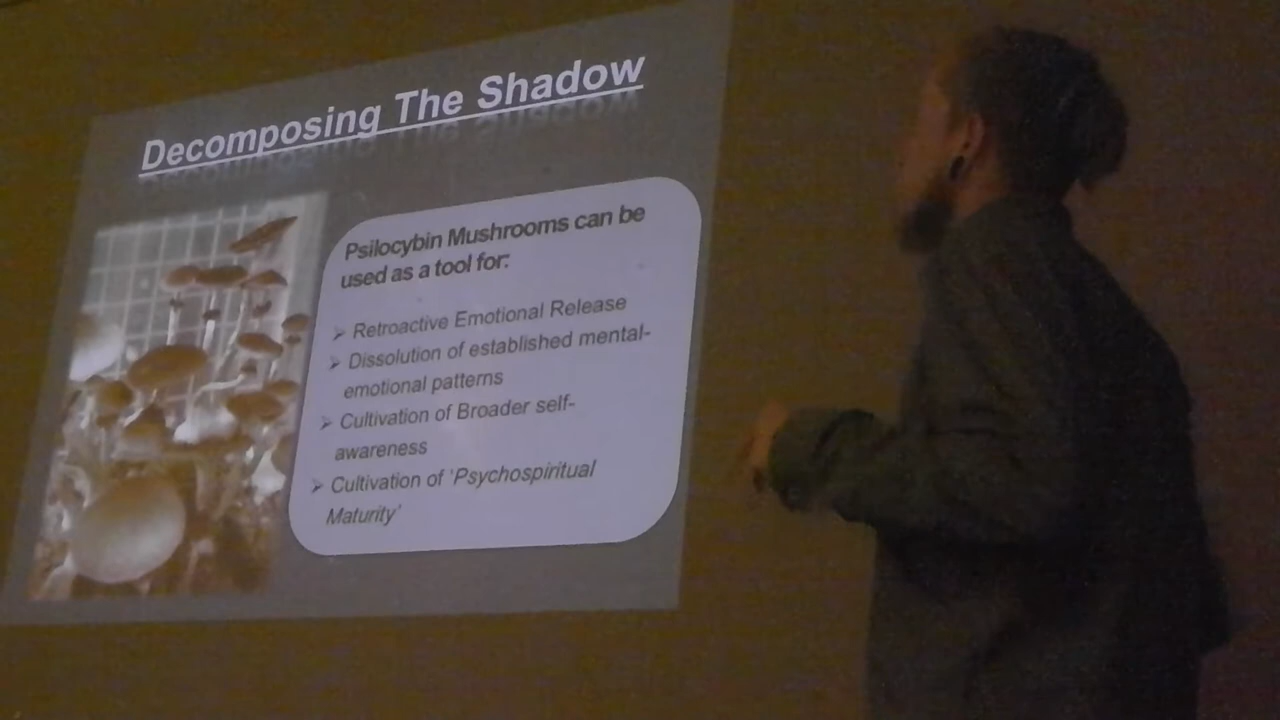 Decomposing The Shadow
Psilocybin Mushrooms can be
used as a tool for:
➢ Retroactive Emotional Release
➢ Dissolution of established mental-
emotional patterns
➢ Cultivation of Broader self-
awareness
➢ Cultivation of 'Psychospiritual
Maturity'